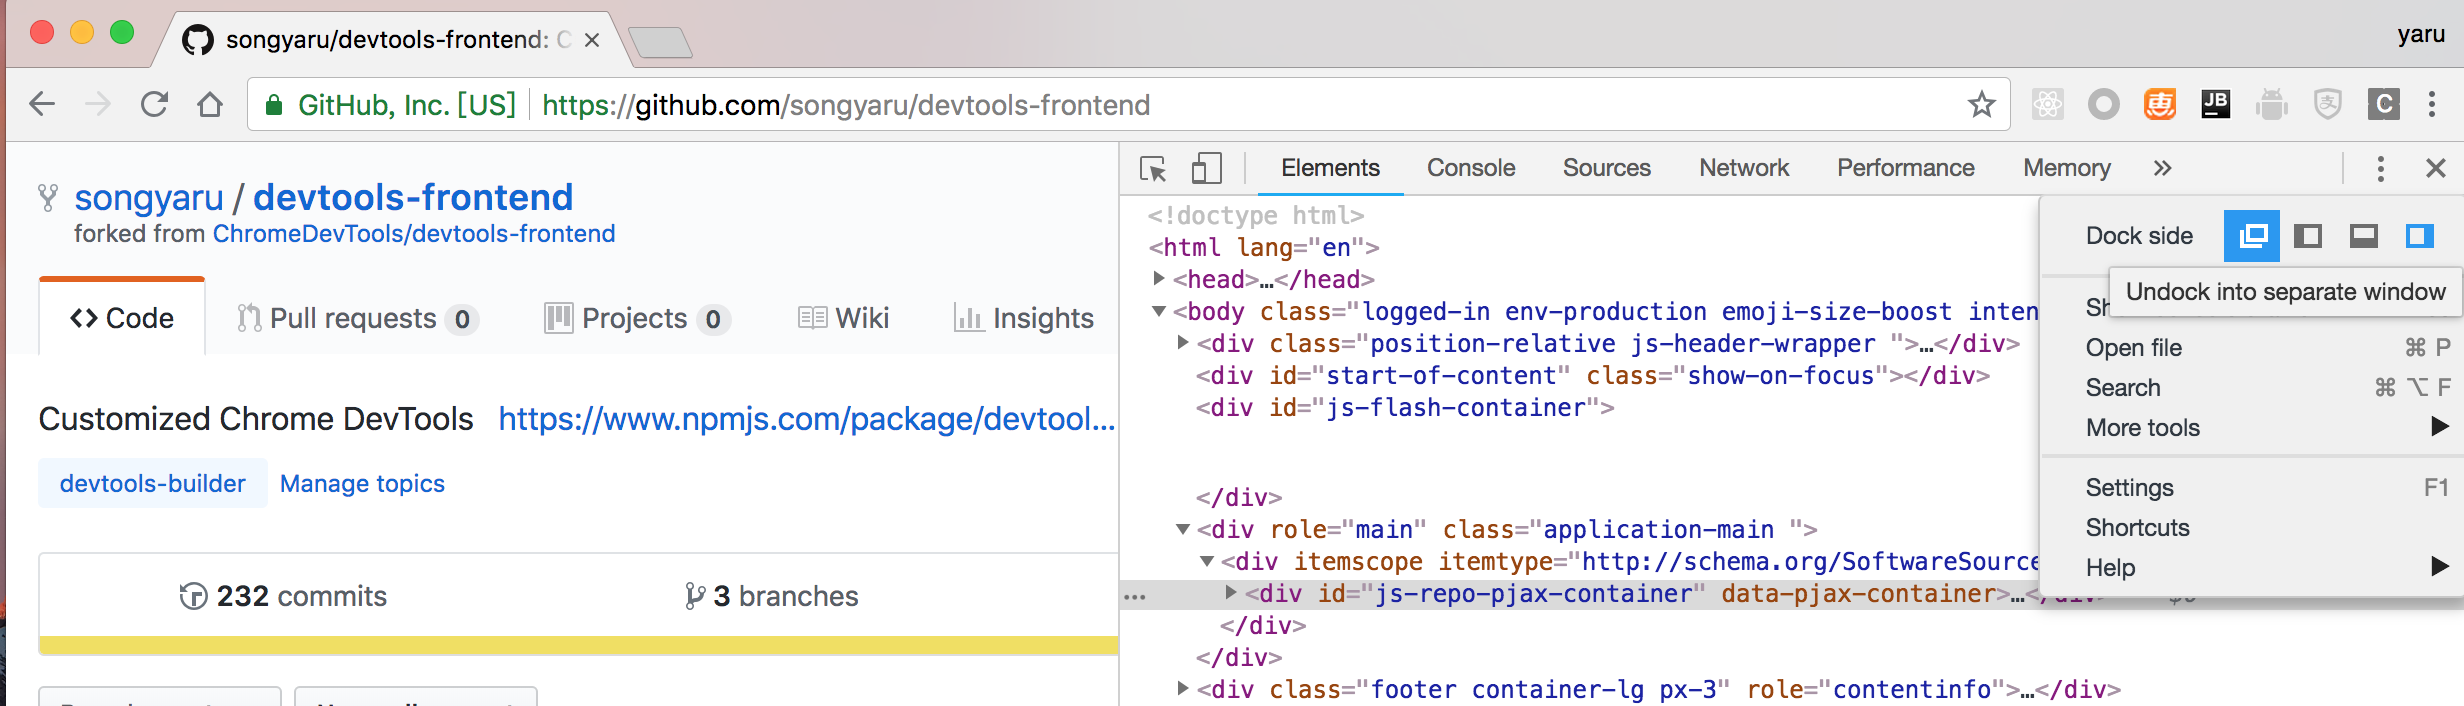 songyaru/devtools-frontend: C
yaru
GitHub, Inc. [US] https://github.com/songyaru/devtools-frontend
JB
C
Elements Console Sources Network Performance Memory
songyaru / devtools-frontend
forked from ChromeDevTools/devtools-frontend
Code Pull requests 0 Projects 0 Wiki Insights
Customized Chrome DevTools https://www.npmjs.com/package/devtool...
devtools-builder Manage topics
232 commits 3 branches
<!doctype html>
<html lang="en">
<head>…</head>
<body class="logged-in env-production emoji-size-boost inten
<div class="position-relative js-header-wrapper ">…</div>
<div id="start-of-content" class="show-on-focus"></div>
<div id="js-flash-container">
</div>
<div role="main" class="application-main ">
<div itemscope itemtype="http://schema.org/SoftwareSource
<div id="js-repo-pjax-container" data-pjax-container>…</div>
</div>
</div>
<div class="footer container-lg px-3" role="contentinfo">…</div>
Dock side
Undock into separate window
Open file ⌘ P
Search ⌘ ⌥ F
More tools
Settings F1
Shortcuts
Help